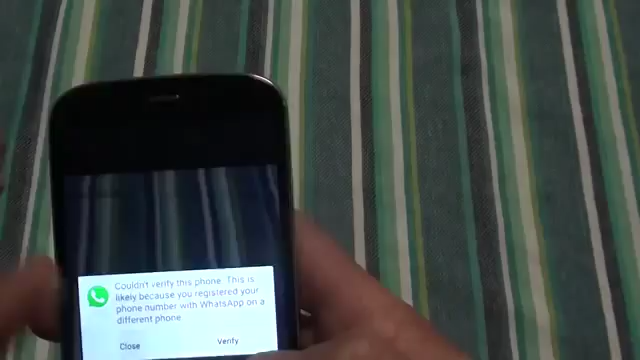 Couldn't verify this phone. This is
likely because you registered your
phone number with WhatsApp on a
different phone
Close
Verify